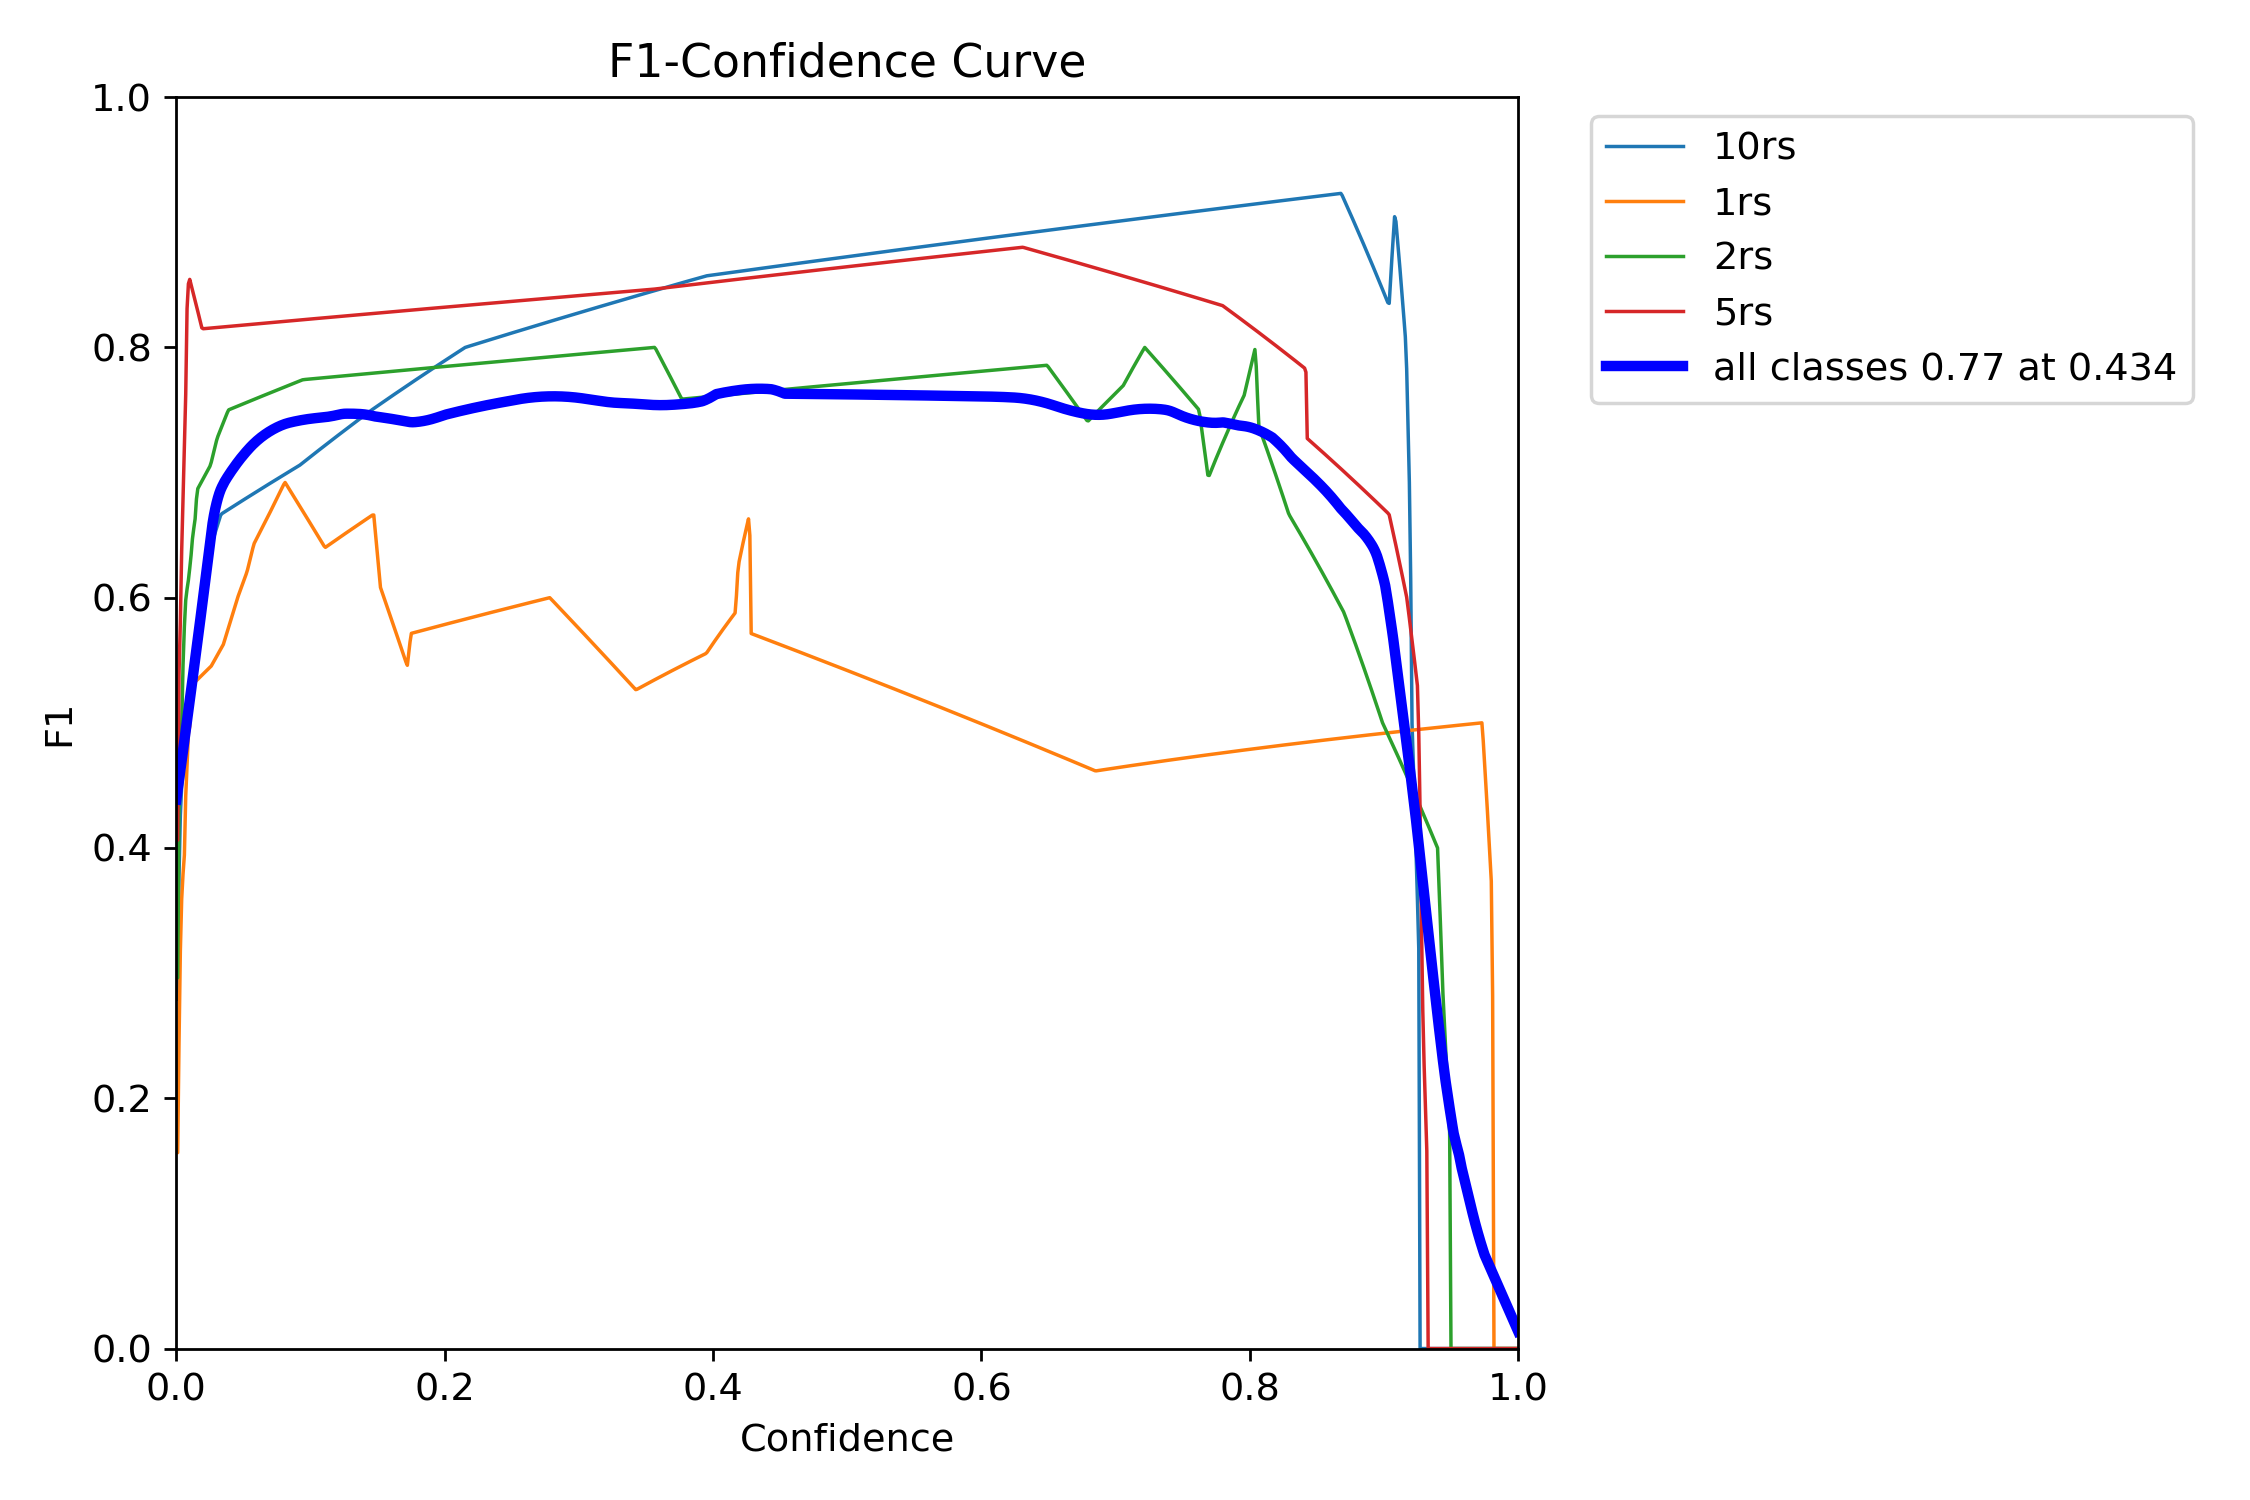 F1-Confidence Curve
1.0
0.8
0.6
0.4
0.2
0.0
F1
0.0 0.2 0.4 0.6 0.8 1.0
Confidence
10rs
1rs
2rs
5rs
all classes 0.77 at 0.434